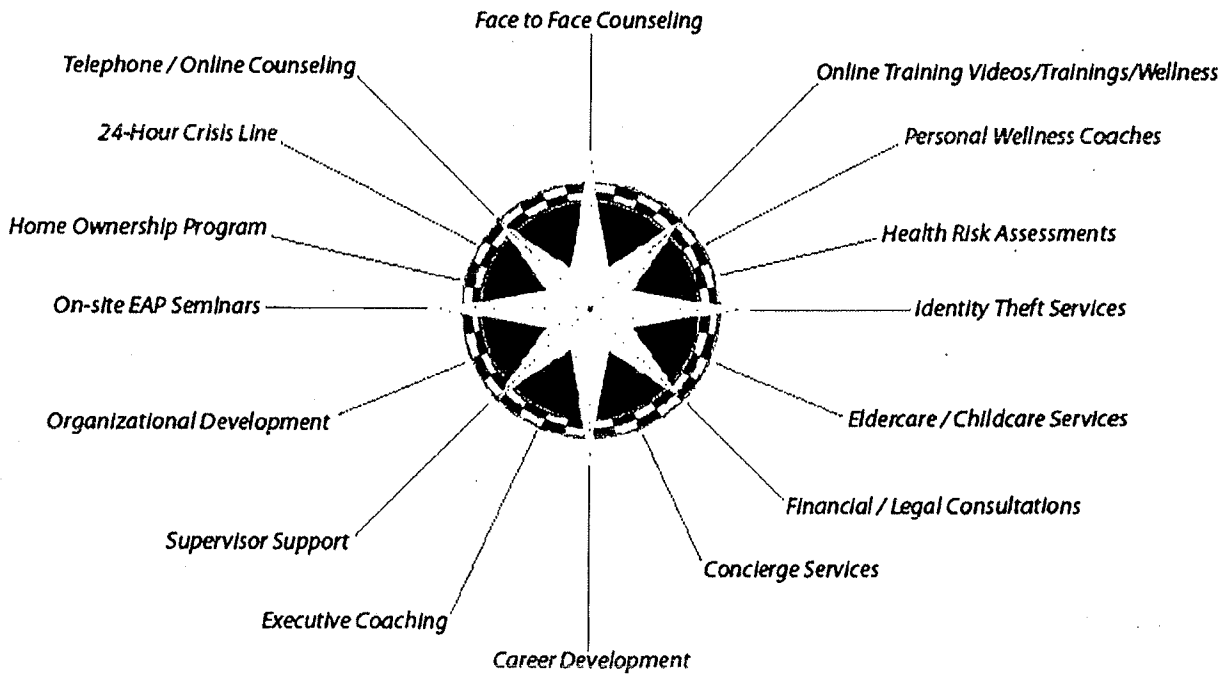 Face to Face Counseling
Telephone / Online Counseling
Online Training Videos/Trainings/Wellness
24-Hour Crisis Line
Personal Wellness Coaches
Home Ownership Program
Health Risk Assessments
On-site EAP Seminars
Identity Theft Services
Organizational Development
Eldercare / Childcare Services
Financial / Legal Consultations
Supervisor Support
Concierge Services
Executive Coaching
Career Development